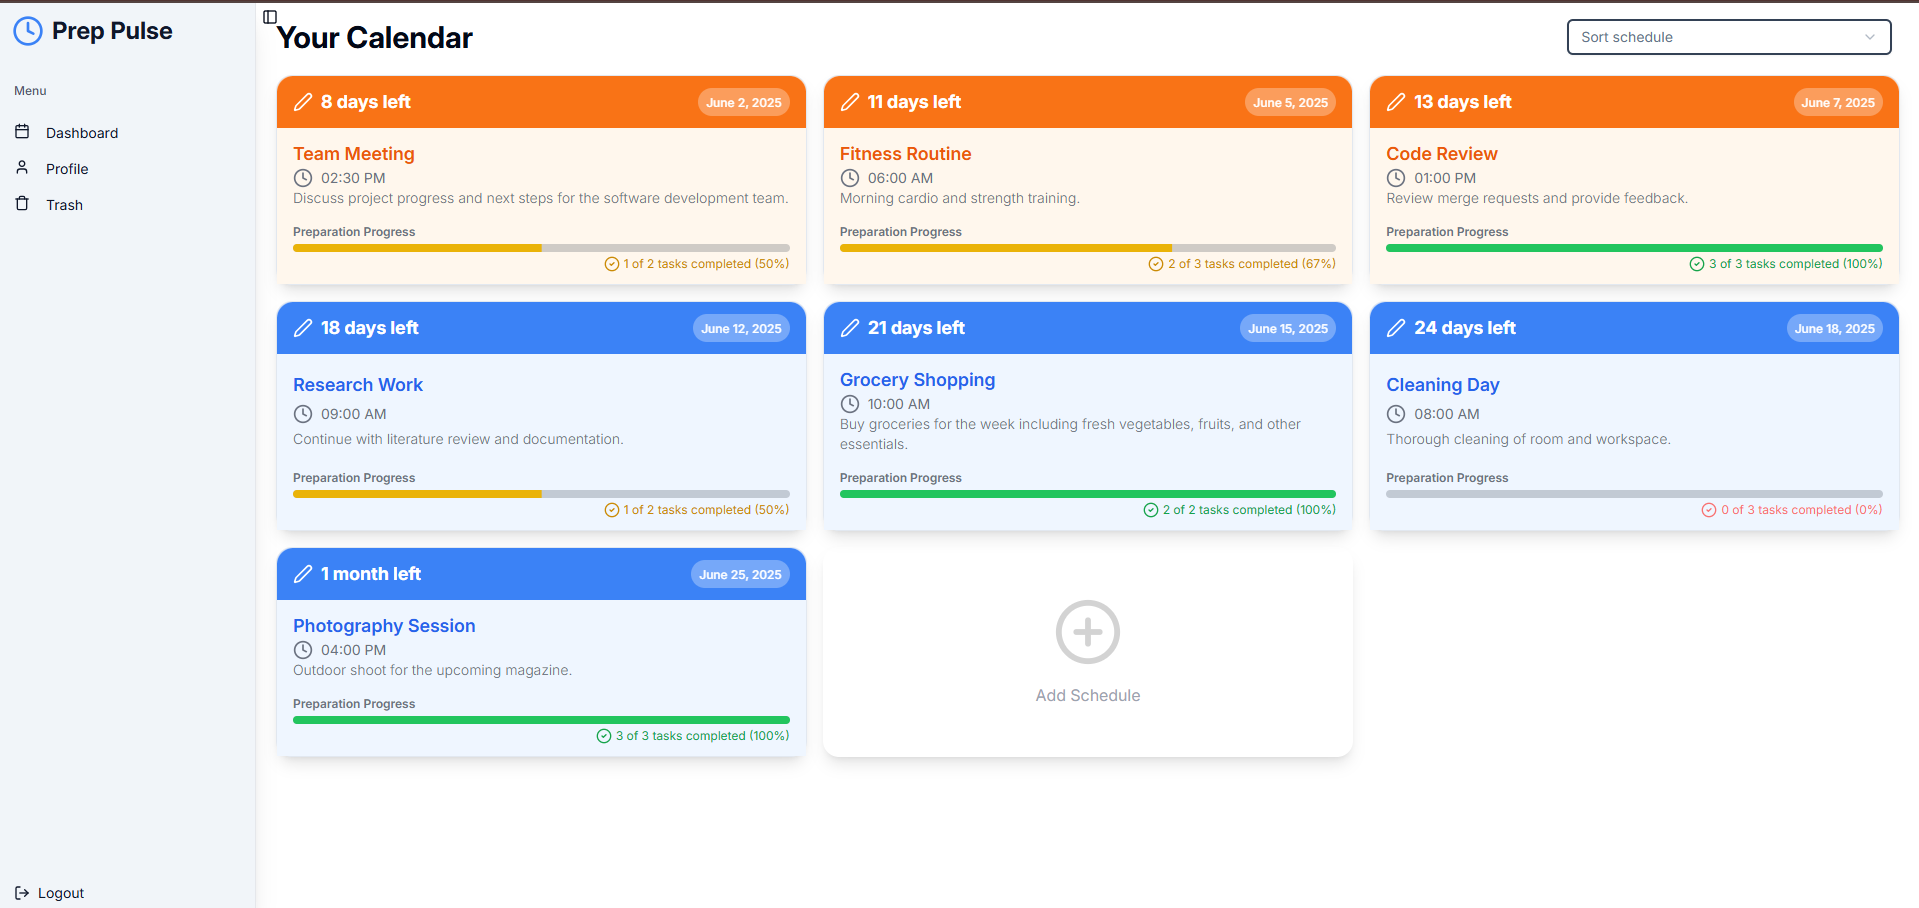 Prep Pulse
Menu
Dashboard
Profile
Trash
Logout
Your Calendar
Sort schedule
8 days left
June 2, 2025
Team Meeting
02:30 PM
Discuss project progress and next steps for the software development team.
Preparation Progress
1 of 2 tasks completed (50%)
11 days left
June 5, 2025
Fitness Routine
06:00 AM
Morning cardio and strength training.
Preparation Progress
2 of 3 tasks completed (67%)
13 days left
June 7, 2025
Code Review
01:00 PM
Review merge requests and provide feedback.
Preparation Progress
3 of 3 tasks completed (100%)
18 days left
June 12, 2025
Research Work
09:00 AM
Continue with literature review and documentation.
Preparation Progress
1 of 2 tasks completed (50%)
21 days left
June 15, 2025
Grocery Shopping
10:00 AM
Buy groceries for the week including fresh vegetables, fruits, and other
essentials.
Preparation Progress
2 of 2 tasks completed (100%)
24 days left
June 18, 2025
Cleaning Day
08:00 AM
Thorough cleaning of room and workspace.
Preparation Progress
0 of 3 tasks completed (0%)
1 month left
June 25, 2025
Photography Session
04:00 PM
Outdoor shoot for the upcoming magazine.
Preparation Progress
3 of 3 tasks completed (100%)
Add Schedule